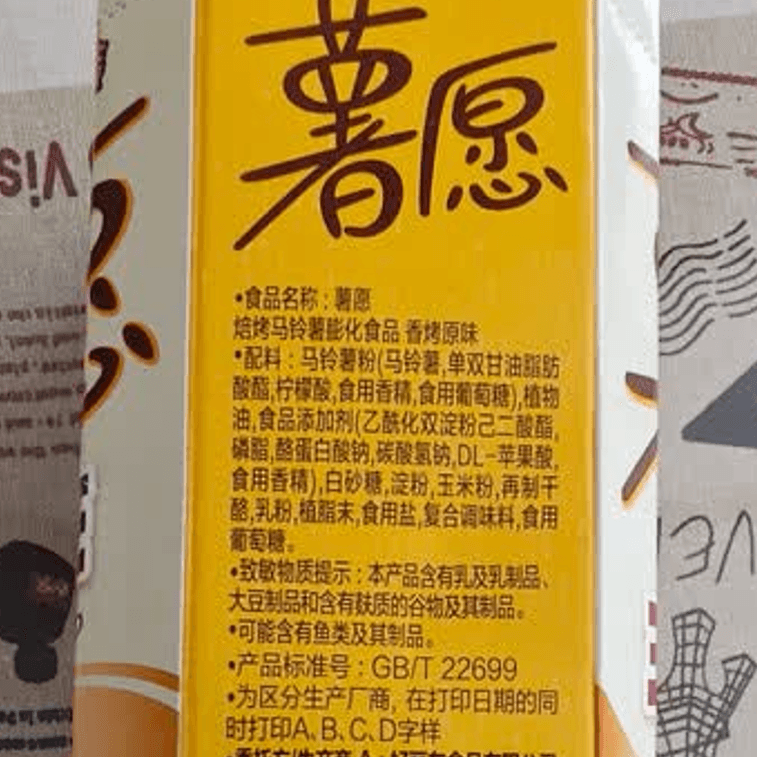 薯愿
•食品名称：薯愿
焙烤马铃薯膨化食品 香烤原味
•配料：马铃薯粉(马铃薯,单双甘油脂肪
酸酯,柠檬酸,食用香精,食用葡萄糖),植物
油,食品添加剂(乙酰化双淀粉己二酸酯,
磷脂,酪蛋白酸钠,碳酸氢钠,DL-苹果酸,
食用香精),白砂糖,淀粉,玉米粉,再制干
酪,乳粉,植脂末,食用盐,复合调味料,食用
葡萄糖。
•致敏物质提示：本产品含有乳及乳制品、
大豆制品和含有麸质的谷物及其制品。
•可能含有鱼类及其制品。
•产品标准号：GB/T 22699
•为区分生产厂商, 在打印日期的同
时打印A、B、C、D字样